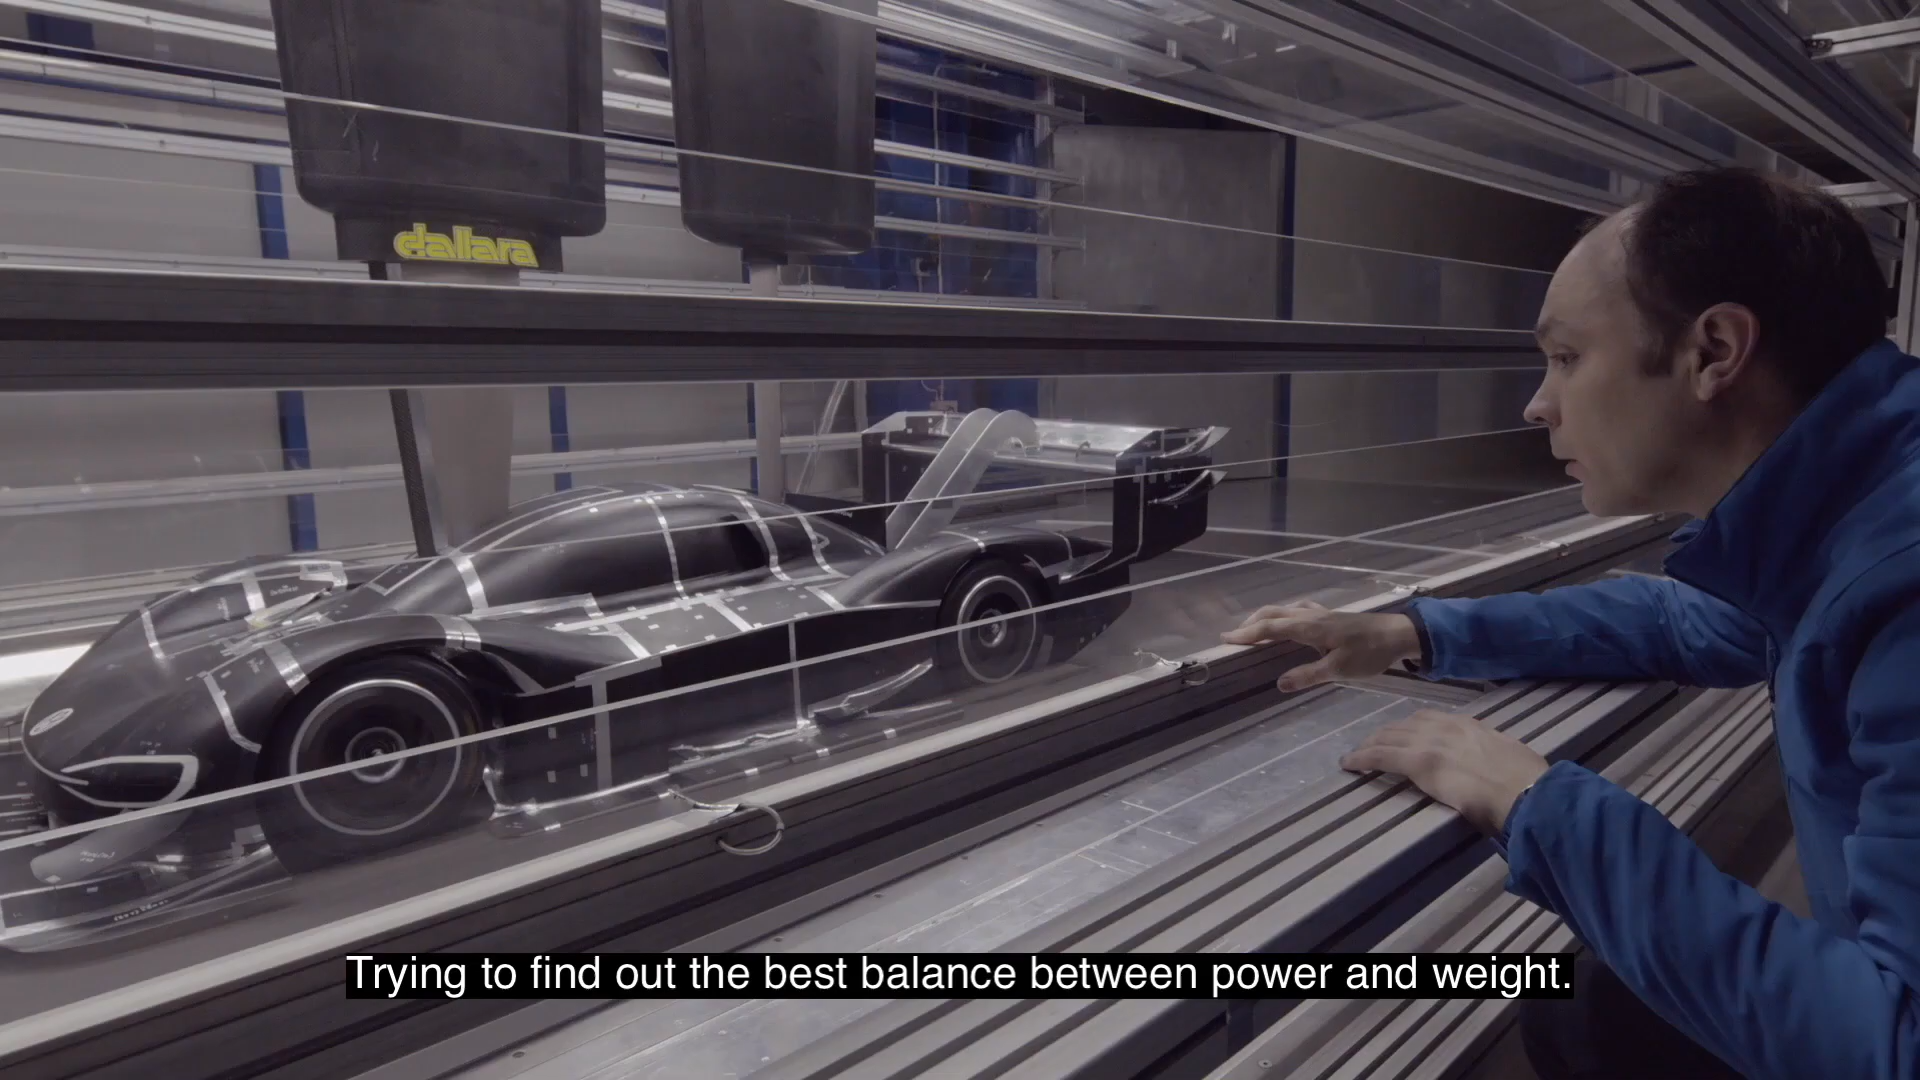 dallara
Trying to find out the best balance between power and weight.